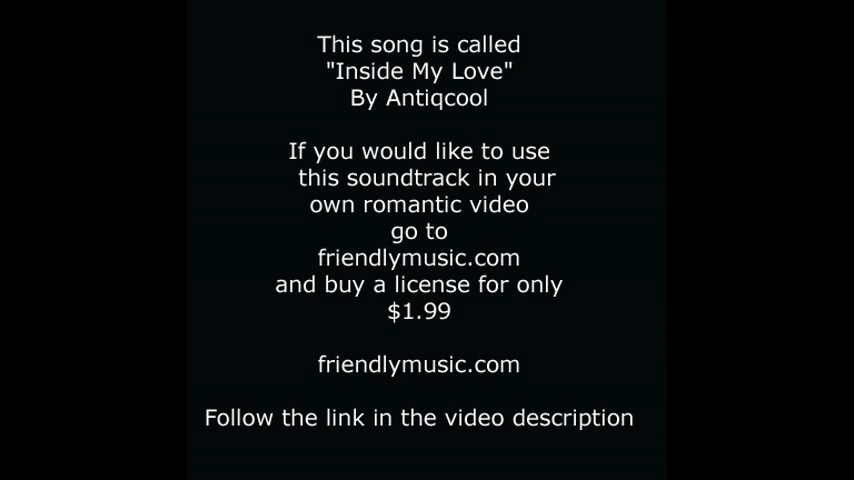 This song is called
"Inside My Love"
By Antiqcool
If you would like to use
this soundtrack in your
own romantic video
go to
friendlymusic.com
and buy a license for only
$1.99
friendlymusic.com
Follow the link in the video description